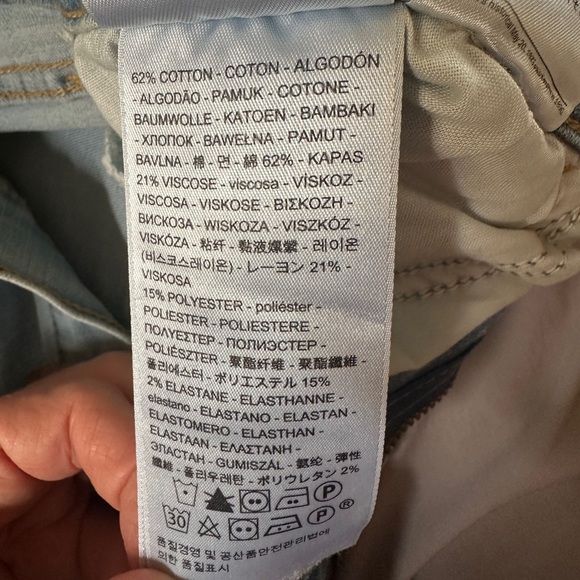 62% COTTON - COTON - ALGODÓN
- ALGODÃO - PAMUK - COTONE -
BAUMWOLLE - KATOEN - BAMBAKI
- ХЛОПОК - BAWEŁNA - PAMUT -
BAVLNA - 棉 - 면 - 綿 62% - KAPAS
21% VISCOSE - viscosa - VÍSKOZ -
VISCOSA - VISKOSE - ΒΙΣΚΟΖΗ -
ВИСКОЗА - WISKOZA - VISZKÓZ -
VISKÓZA - 粘纤 - 黏液嫘縈 - 레이온
(비스코스레이온) - レーヨン 21% -
VISKOSA
15% POLYESTER - poliéster -
POLIESTER - POLIESTERE -
ΠΟΛΥΕΣΤΕΡ - ПОЛИЭСТЕР -
POLIÉSZTER - 聚酯纤维 - 聚酯纖維 -
폴리에스터 - ポリエステル 15%
2% ELASTANE - ELASTHANNE -
elastano - ELASTANO - ELASTAN -
ELASTOMERO - ELASTHAN -
ELASTAAN - ΕΛΑΣΤΑΝΗ -
ЭЛАСТАН - GUMISZÁL - 氨纶 - 弹性
纖維 - 폴리우레탄 - ポリウレタン 2%
P
30 P ®
품질경영 및 공산품안전관리법에
의한 품질표시